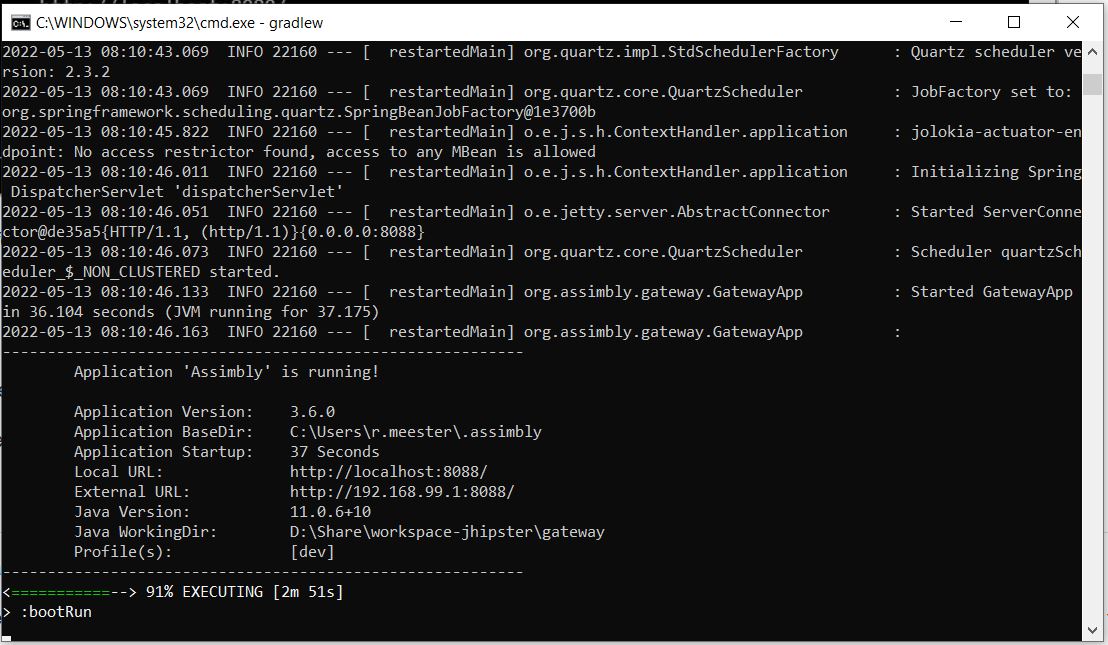 C:\WINDOWS\system32\cmd.exe - gradlew
2022-05-13 08:10:43.069  INFO 22160 --- [  restartedMain] org.quartz.impl.StdSchedulerFactory      : Quartz scheduler ve
rsion: 2.3.2
2022-05-13 08:10:43.069  INFO 22160 --- [  restartedMain] org.quartz.core.QuartzScheduler          : JobFactory set to:
org.springframework.scheduling.quartz.SpringBeanJobFactory@1e3700b
2022-05-13 08:10:45.822  INFO 22160 --- [  restartedMain] o.e.j.s.h.ContextHandler.application     : jolokia-actuator-en
dpoint: No access restrictor found, access to any MBean is allowed
2022-05-13 08:10:46.011  INFO 22160 --- [  restartedMain] o.e.j.s.h.ContextHandler.application     : Initializing Spring
 DispatcherServlet 'dispatcherServlet'
2022-05-13 08:10:46.051  INFO 22160 --- [  restartedMain] o.e.jetty.server.AbstractConnector       : Started ServerConne
ctor@de35a5{HTTP/1.1, (http/1.1)}{0.0.0.0:8088}
2022-05-13 08:10:46.073  INFO 22160 --- [  restartedMain] org.quartz.core.QuartzScheduler          : Scheduler quartzSch
eduler_$_NON_CLUSTERED started.
2022-05-13 08:10:46.133  INFO 22160 --- [  restartedMain] org.assimbly.gateway.GatewayApp          : Started GatewayApp
in 36.104 seconds (JVM running for 37.175)
2022-05-13 08:10:46.163  INFO 22160 --- [  restartedMain] org.assimbly.gateway.GatewayApp          :
----------------------------------------------------------
        Application 'Assimbly' is running!
        Application Version:    3.6.0
        Application BaseDir:    C:\Users\r.meester\.assimbly
        Application Startup:    37 Seconds
        Local URL:              http://localhost:8088/
        External URL:           http://192.168.99.1:8088/
        Java Version:           11.0.6+10
        Java WorkingDir:        D:\Share\workspace-jhipster\gateway
        Profile(s):             [dev]
----------------------------------------------------------
<===========--> 91% EXECUTING [2m 51s]
> :bootRun